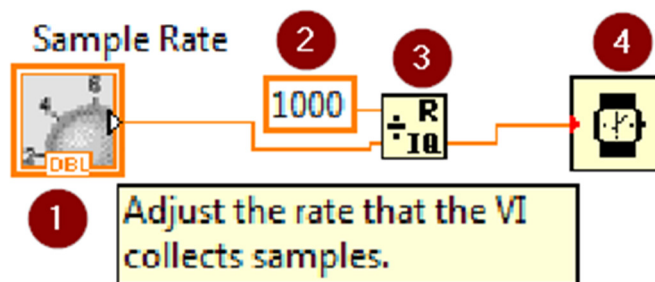 Sample Rate
2
3
4
6
4
2
DBL
1000
÷ R
IQ
1
Adjust the rate that the VI
collects samples.